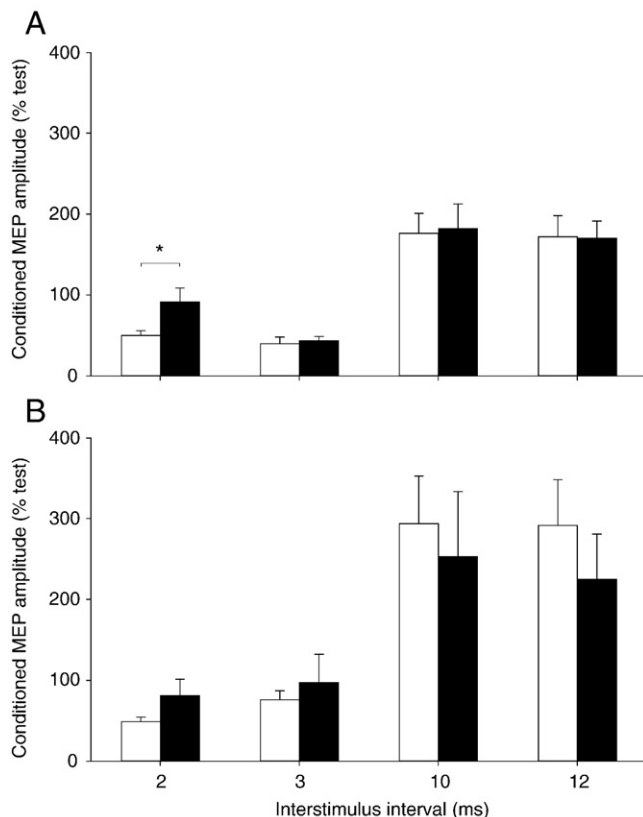 A
Conditioned MEP amplitude (% test)
400
300
200
100
0
*
B
Conditioned MEP amplitude (% test)
400
300
200
100
0
2 3 10 12
Interstimulus interval (ms)